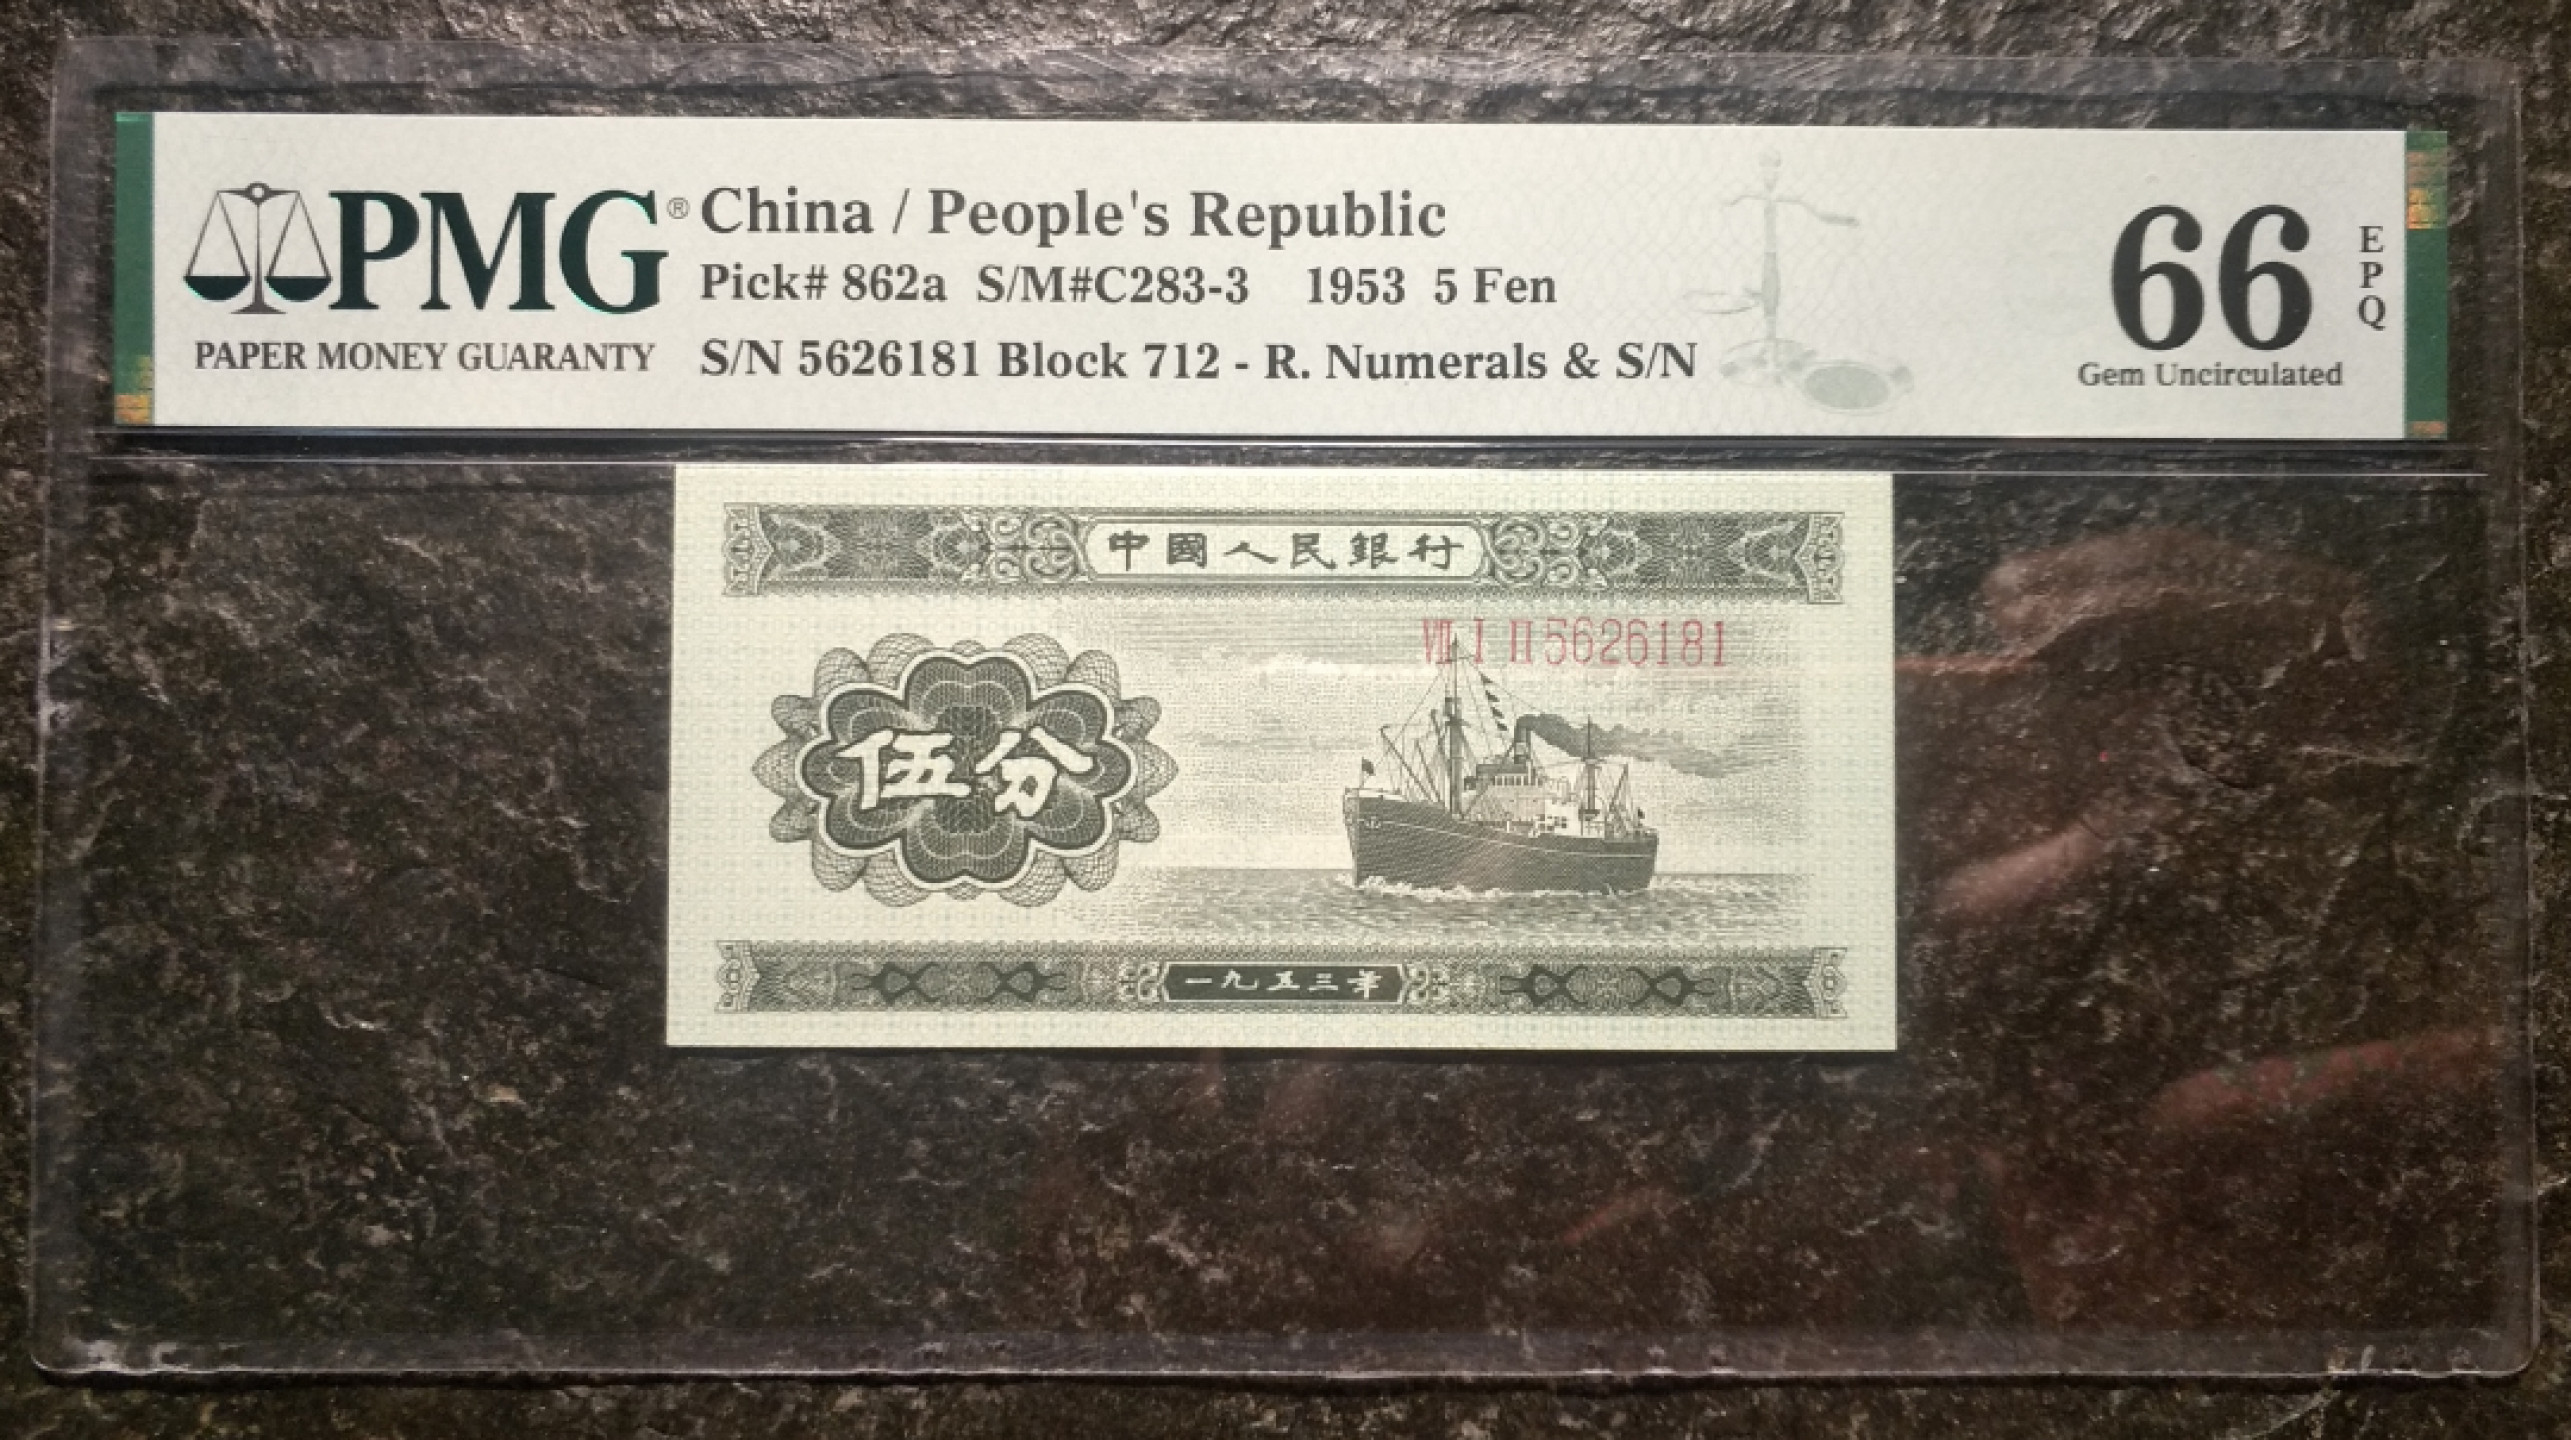 PMG®
PAPER MONEY GUARANTY
China / People's Republic
Pick# 862a S/M#C283-3 1953 5 Fen
S/N 5626181 Block 712 - R. Numerals & S/N
66
EPQ
Gem Uncirculated
中國人民銀行
Ⅶ Ⅰ Ⅱ 5626181
伍分
一九五三年